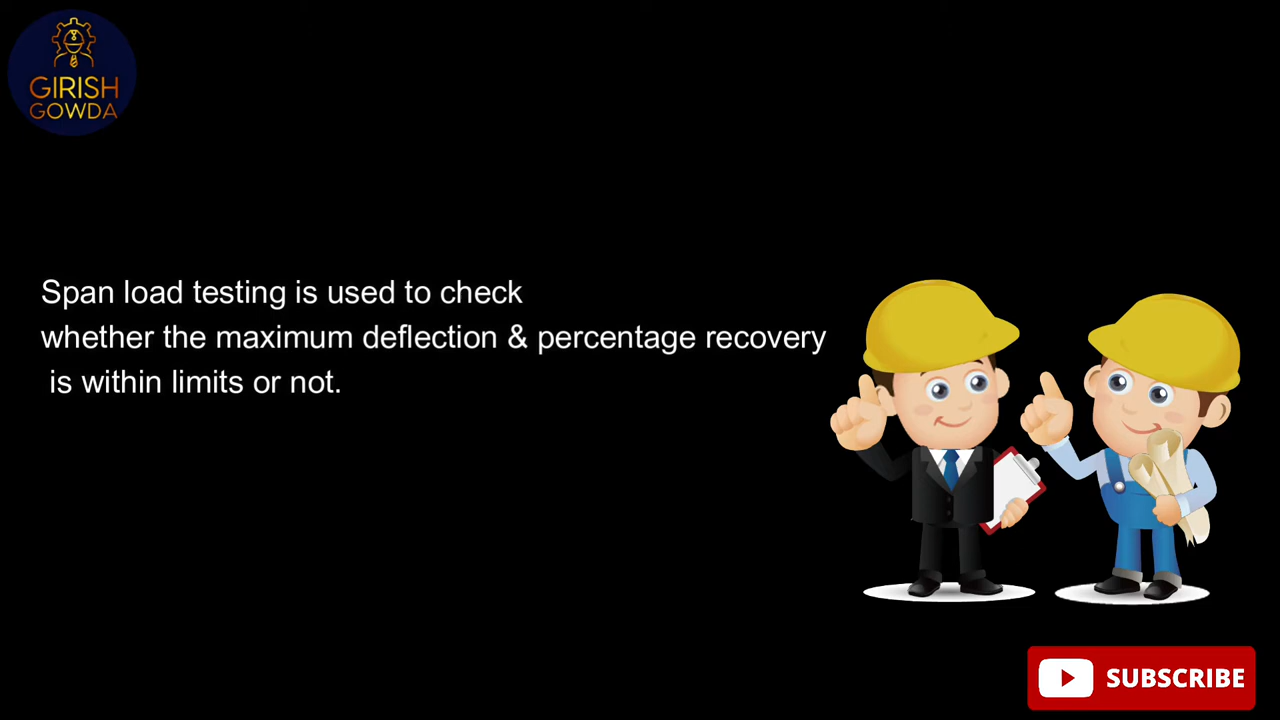 GIRISH
GOWDA
Span load testing is used to check
whether the maximum deflection & percentage recovery
is within limits or not.
SUBSCRIBE